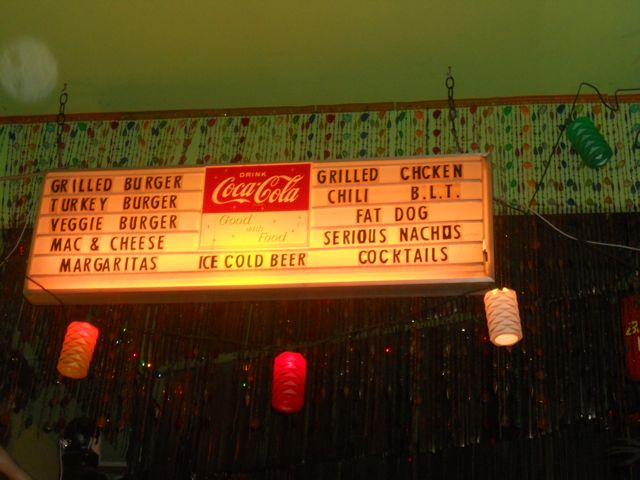 GRILLED BURGER
TURKEY BURGER
VEGGIE BURGER
MAC & CHEESE
MARGARITAS
DRINK
Coca-Cola
Good
with
Food
ICE COLD BEER
GRILLED CHCKEN
CHILI B.L.T.
FAT DOG
SERIOUS NACHOS
COCKTAILS